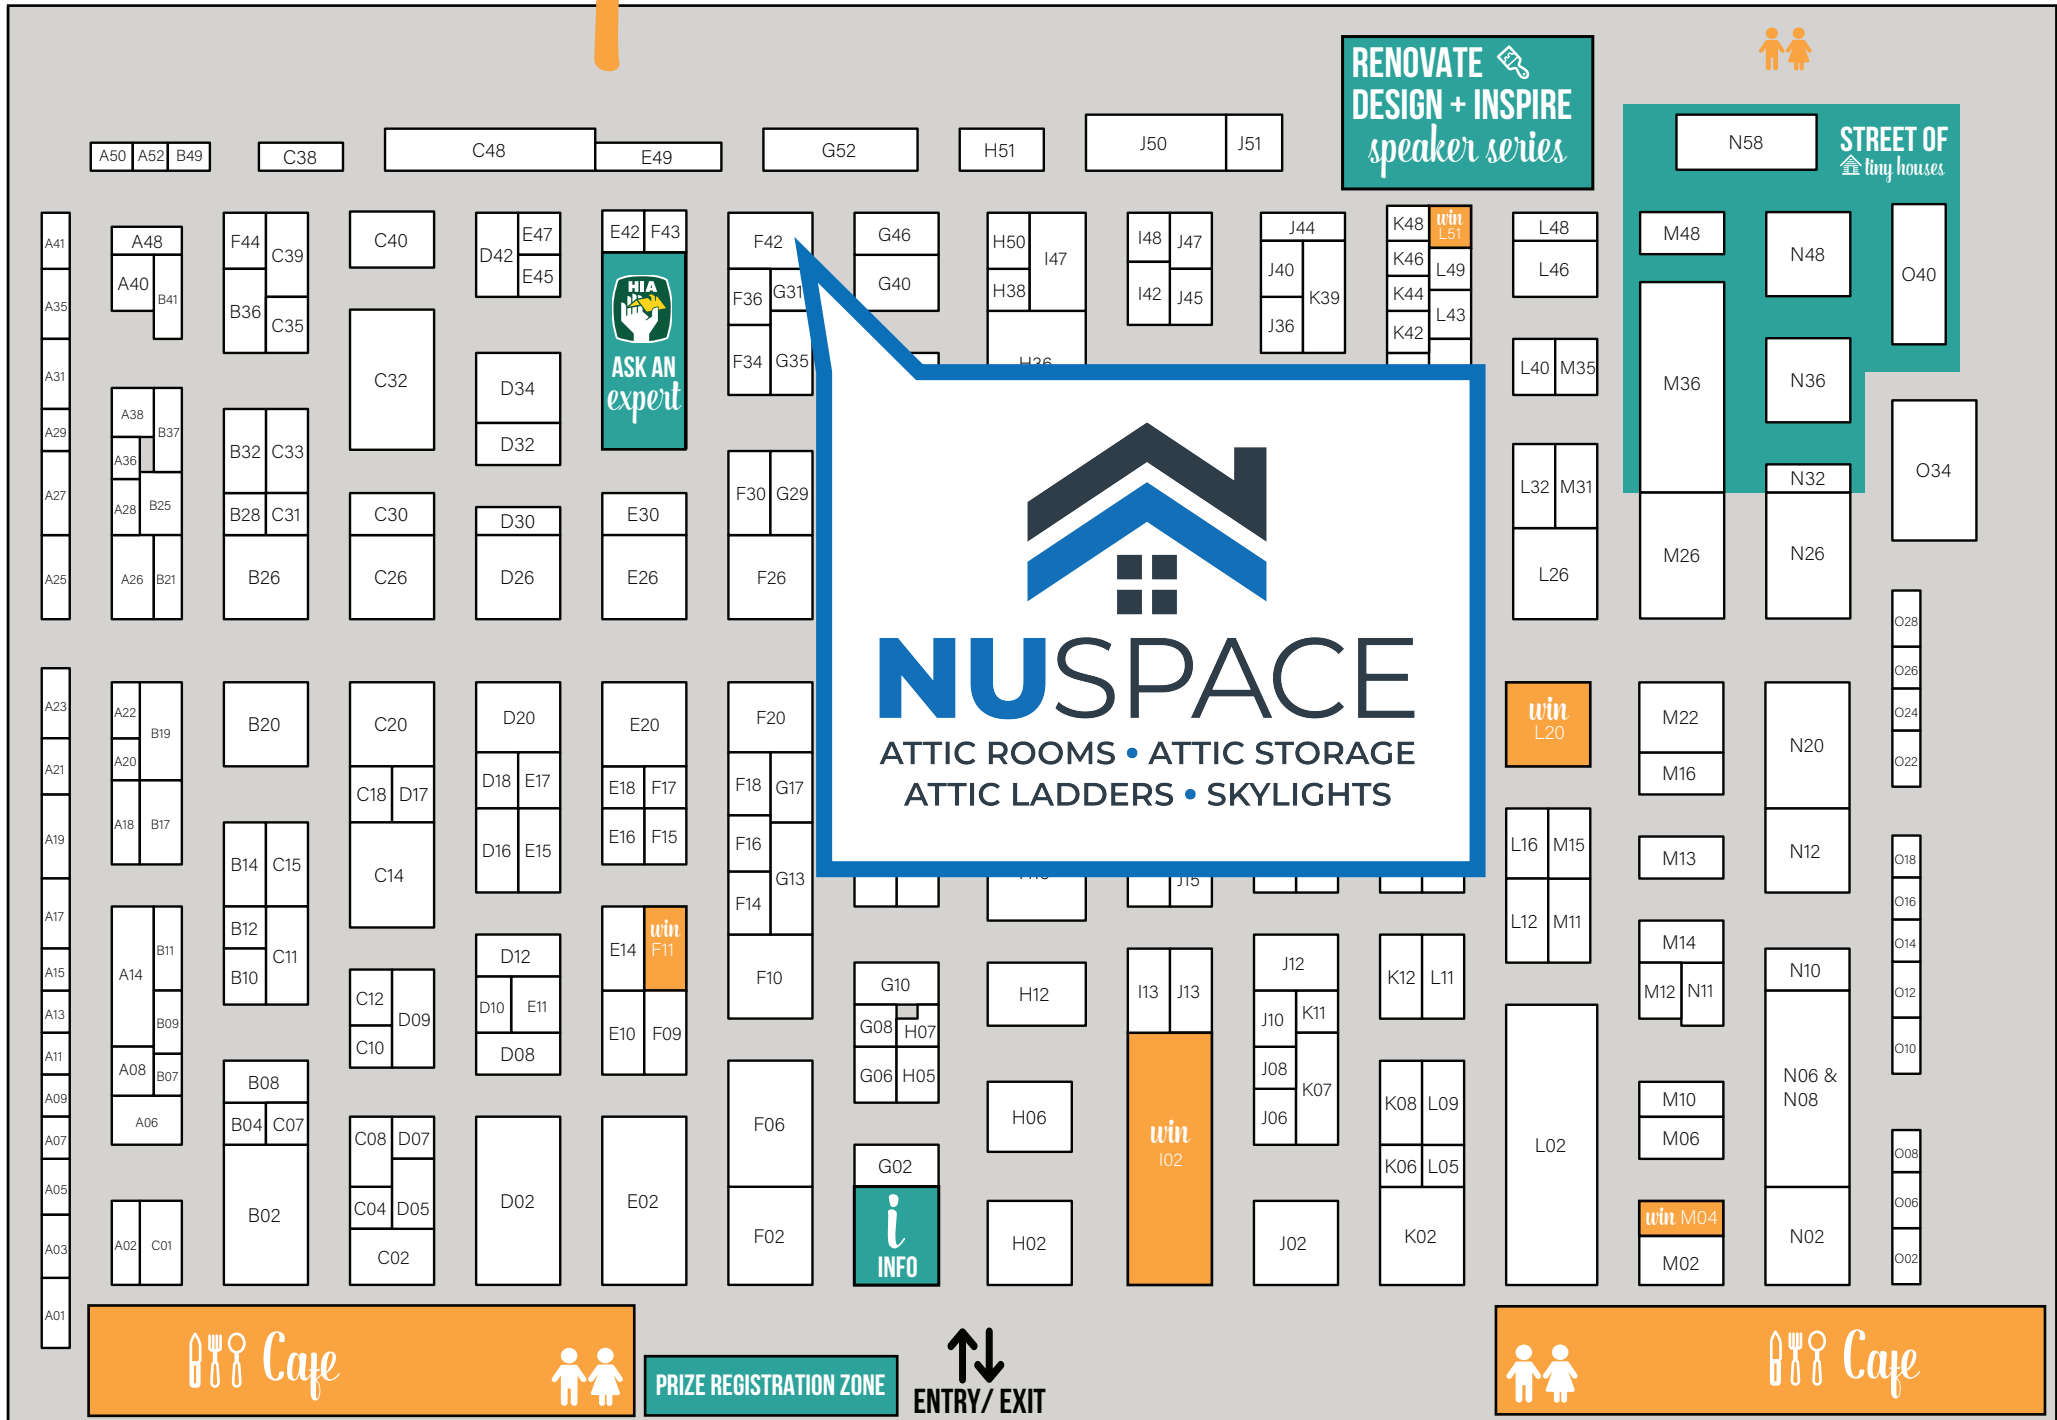 RENOVATE
DESIGN + INSPIRE
speaker series
STREET OF
tiny houses
A50 A52 B49 C38 C48 E49 G52 H51 J50 J51 N58
A41 A48 F44 C39 C40 D42 E47 E42 F43 F42 G46 H50 I47 I48 J47 J44 K48 win L51 L48 M48 N48 O40
A40 B41 E45 G40 J40 K39 K46 L49 L46
HIA
A35 B36 C35 F36 G31 H38 I42 J45 J36 K44 L43 K42
ASK AN
expert
A31 C32 D34 F34 G35 H36 L40 M35 M36 N36
A38 B37 A29 B32 C33 D32
A36 A27 A28 B25 B28 C31 C30 D30 E30 F30 G29 L32 M31 N32 O34
A25 A26 B21 B26 C26 D26 E26 F26 L26 M26 N26
O28
O26
O24
O22
NUSPACE
ATTIC ROOMS • ATTIC STORAGE
ATTIC LADDERS • SKYLIGHTS
A23 A22 B19 B20 C20 D20 E20 F20 win L20 M22 N20
A21 A20 C18 D17 D18 E17 E18 F17 F18 G17 M16
A19 A18 B17 B14 C15 C14 D16 E15 E16 F15 F16 G13 J15 L16 M15 M13 N12 O18
A17 B12 C11 E14 win F11 F14 L12 M11 O16
A15 A14 B11 B10 D12 F10 G10 H12 I13 J13 J12 K12 L11 M14 N10 O14
A13 B09 C12 D09 D10 E11 E10 F09 G08 H07 J10 K11 M12 N11 O12
A11 A08 B07 C10 D08 G06 H05 J08 K07 O10
A09 A06 B08 B04 C07 F06 H06 win I02 J06 K08 L09 L02 M10 N06 &
N08
A07 C08 D07 G02 K06 L05 M06 O08
A05 A02 C01 B02 C04 D05 D02 E02 win M04 O06
A03 C02 F02 H02 J02 K02 M02 N02 O02
i
INFO
A01
Cafe
PRIZE REGISTRATION ZONE
ENTRY/ EXIT
Cafe